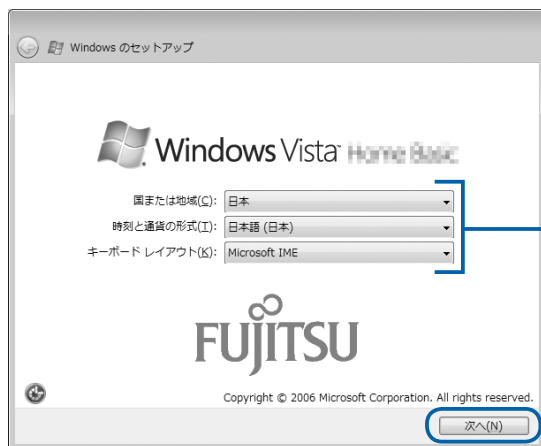 Windows のセットアップ
Windows Vista™
国または地域(C): 日本
時刻と通貨の形式(T): 日本語 (日本)
キーボード レイアウト(K): Microsoft IME
FUJITSU
Copyright © 2006 Microsoft Corporation. All rights reserved.
次へ(N)